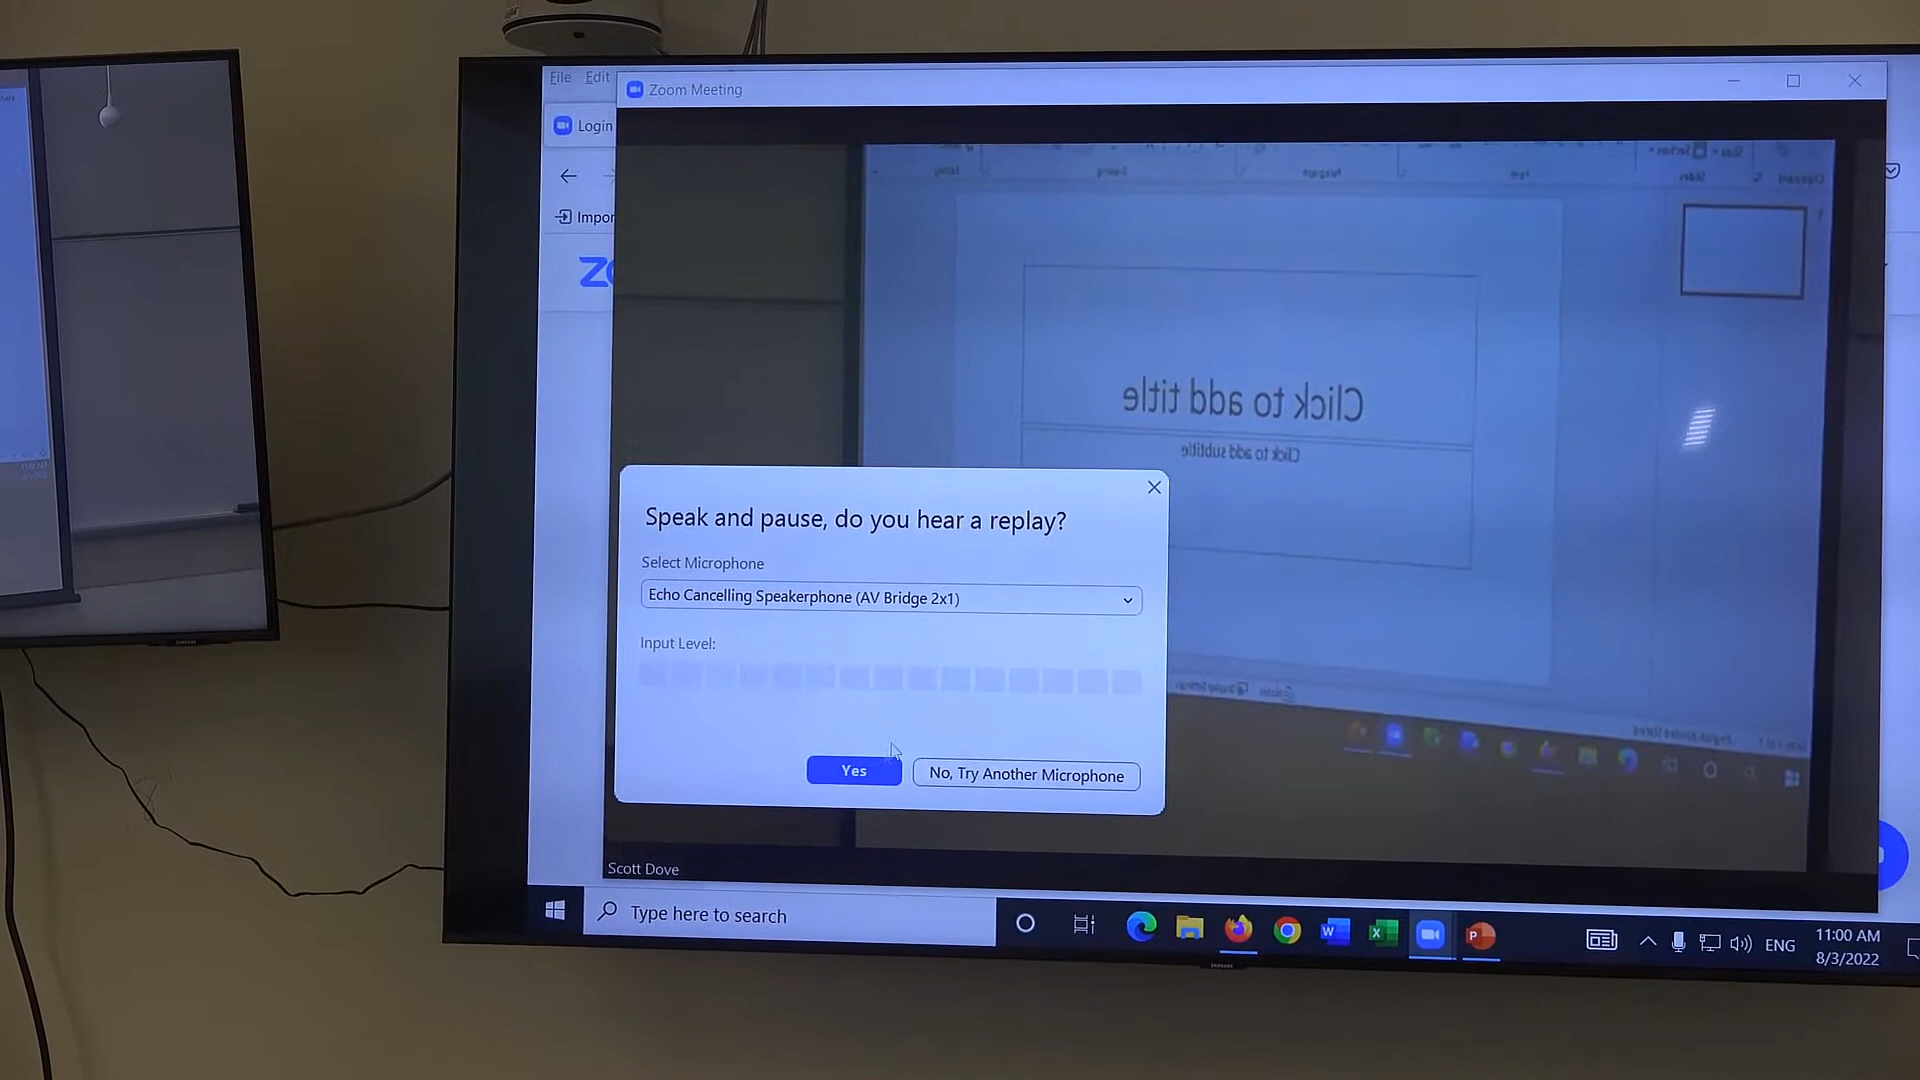 File Edit
Zoom Meeting
Login
Impor
Click to add title
Click to add subtitle
Speak and pause, do you hear a replay?
Select Microphone
Echo Cancelling Speakerphone (AV Bridge 2x1)
Input Level:
Yes
No, Try Another Microphone
Scott Dove
Type here to search
ENG
11:00 AM
8/3/2022
SAMSUNG